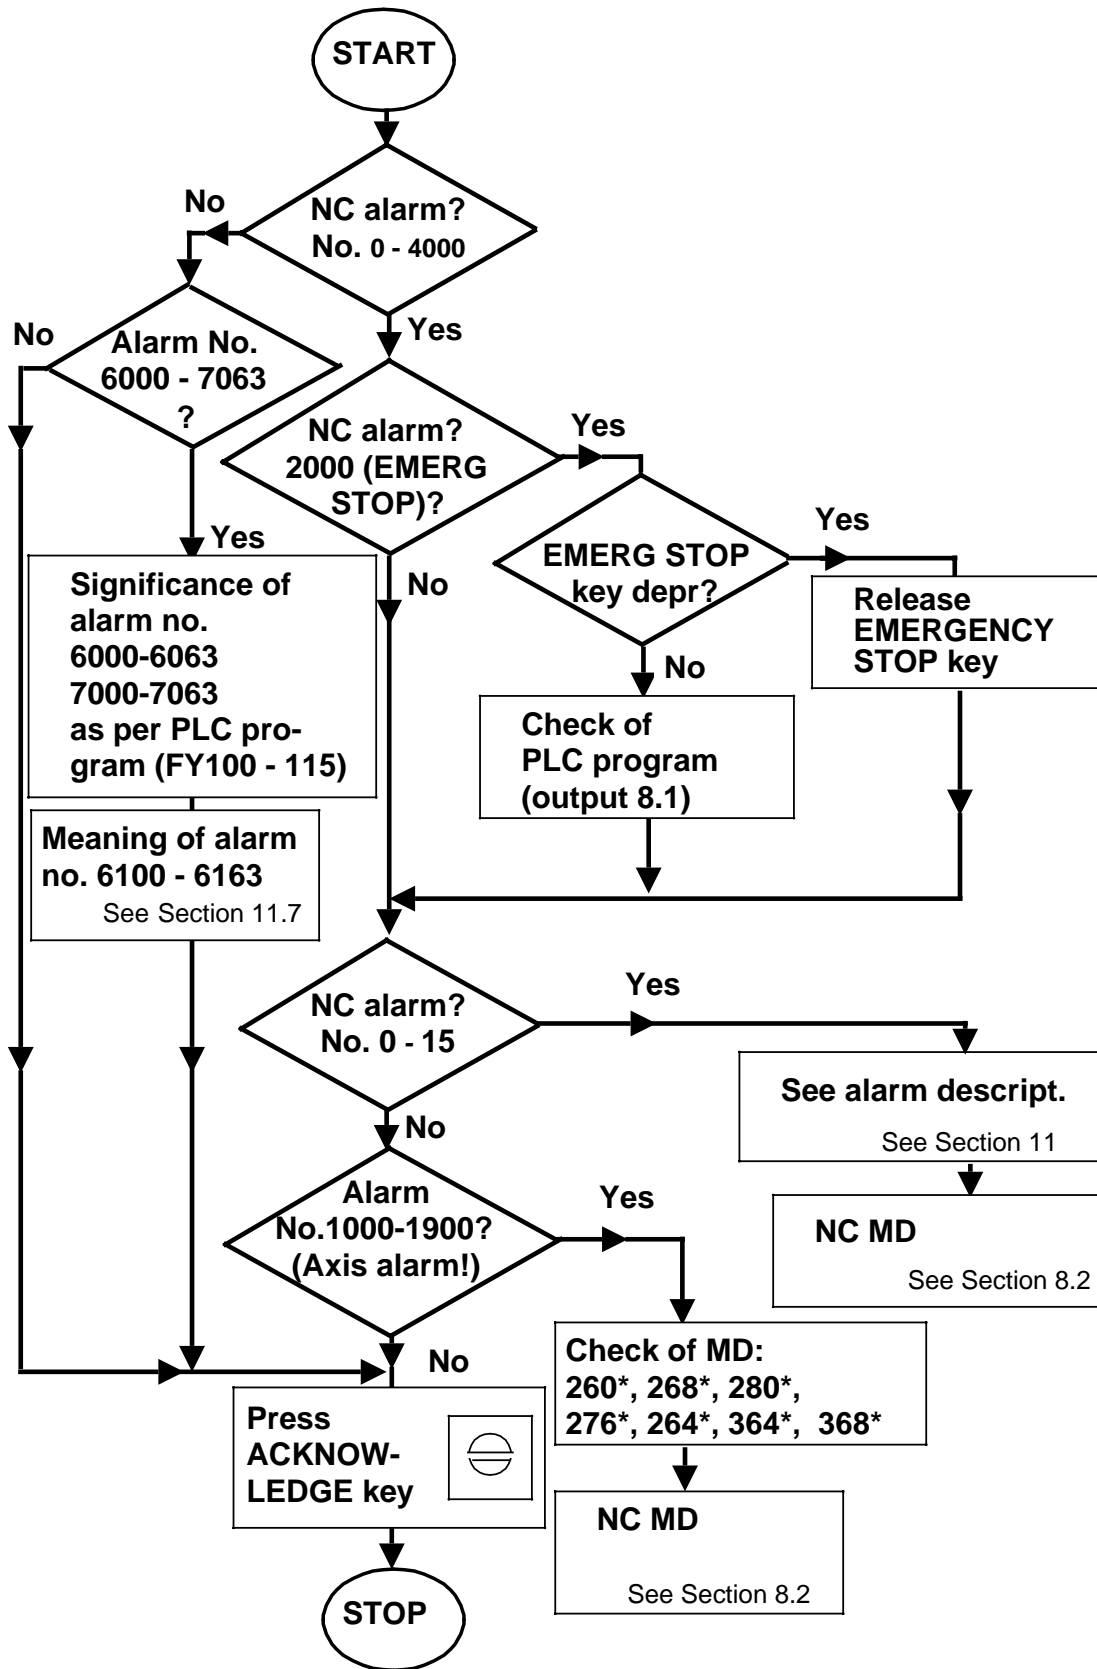 START
No
NC alarm?
No. 0 - 4000
No
Alarm No.
6000 - 7063
?
Yes
NC alarm?
2000 (EMERG
STOP)?
Yes
Yes
EMERG STOP
key depr?
Yes
Significance of
alarm no.
6000-6063
7000-7063
as per PLC pro-
gram (FY100 - 115)
No
Release
EMERGENCY
STOP key
No
Check of
PLC program
(output 8.1)
Meaning of alarm
no. 6100 - 6163
See Section 11.7
NC alarm?
No. 0 - 15
Yes
See alarm descript.
See Section 11
No
Alarm
No.1000-1900?
(Axis alarm!)
Yes
NC MD
See Section 8.2
No
Check of MD:
260*, 268*, 280*,
276*, 264*, 364*, 368*
Press
ACKNOW-
LEDGE key
NC MD
See Section 8.2
STOP